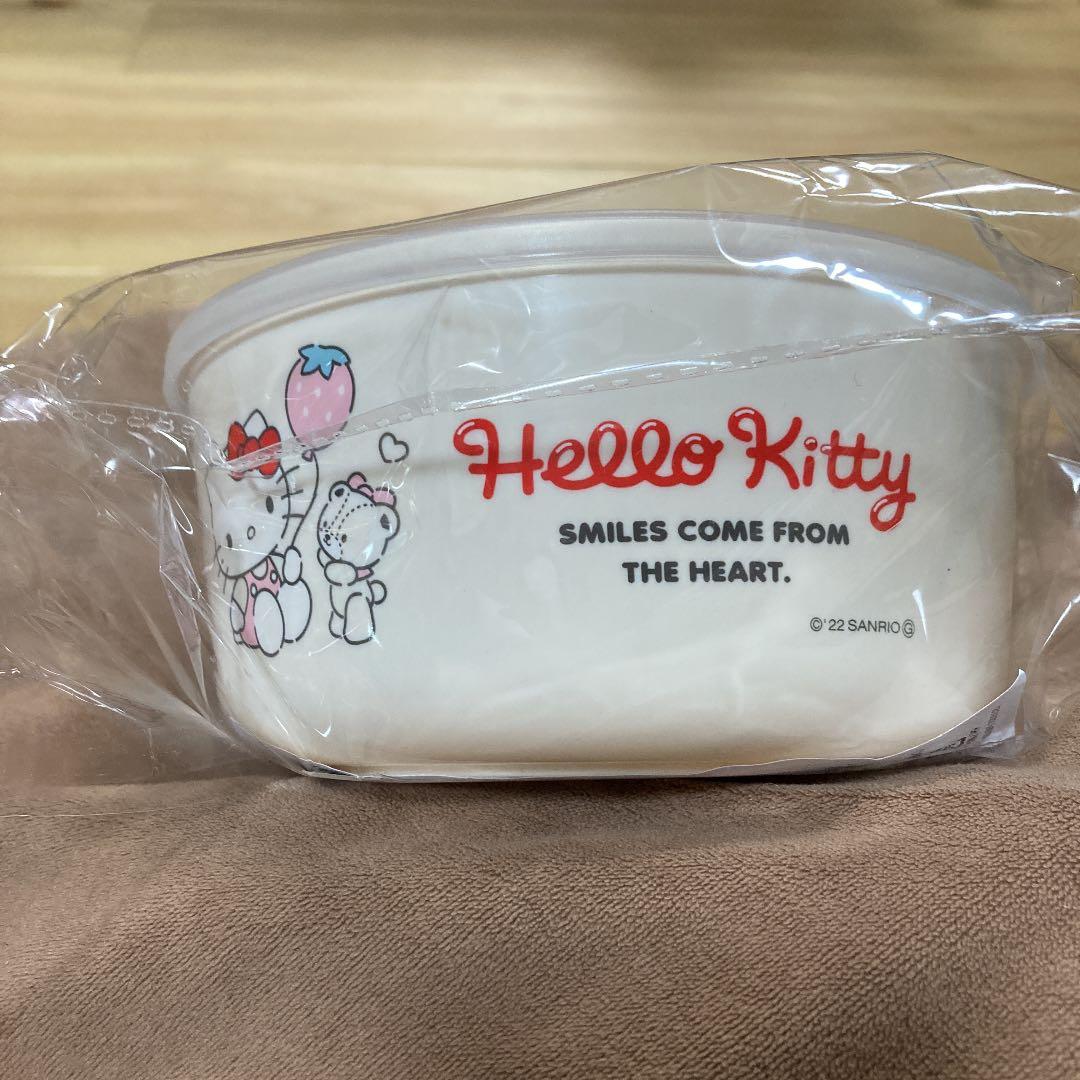 Hello Kitty
SMILES COME FROM
THE HEART.
©'22 SANRIO Ⓖ